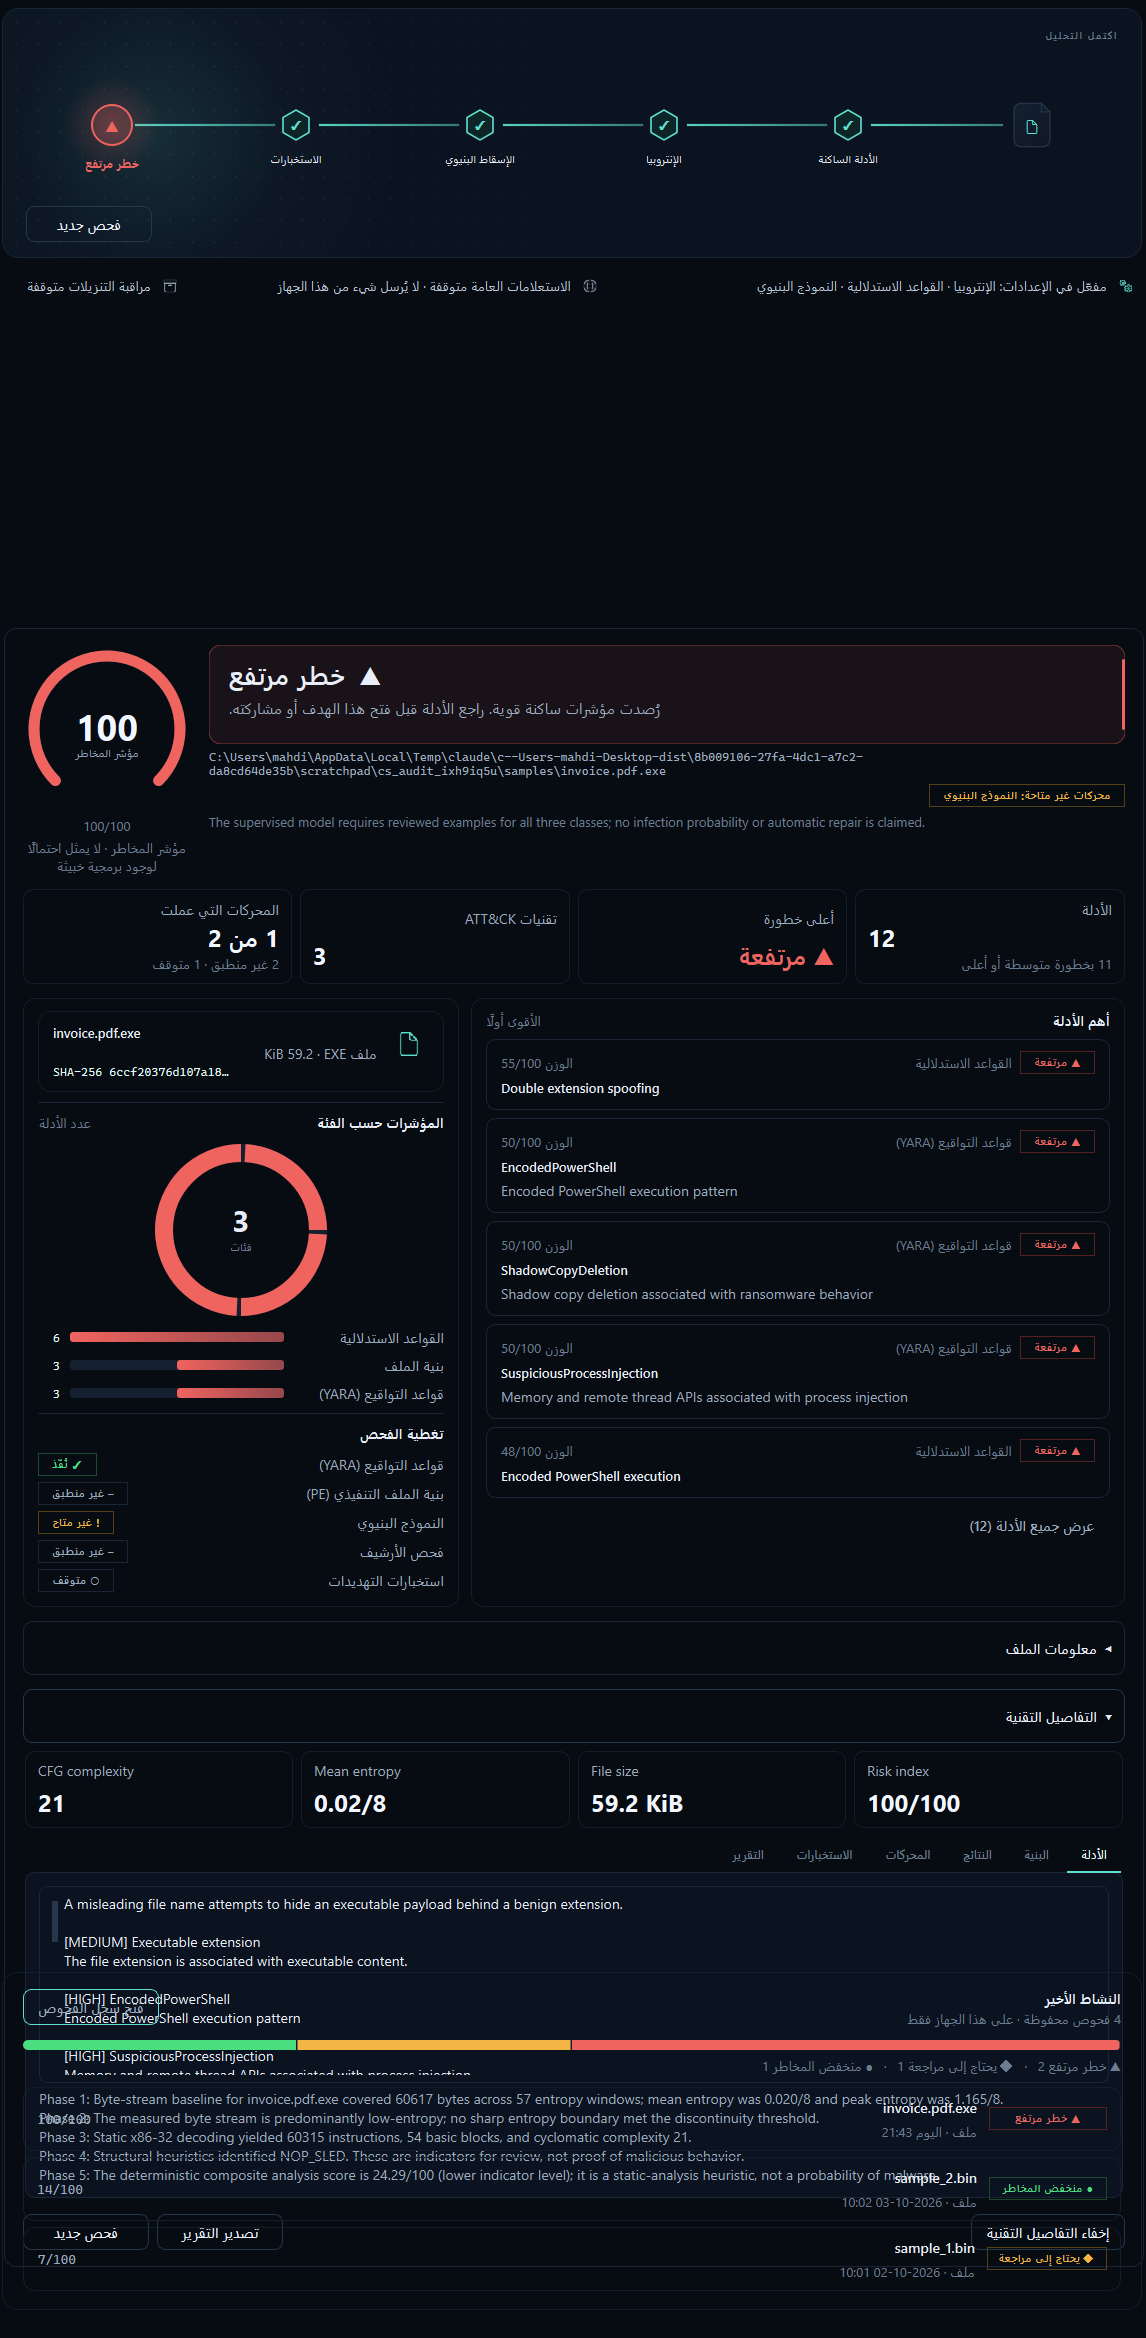 اكتمل التحليل
الأدلة الساكنة
الإنتروبيا
الإسقاط البنيوي
الاستخبارات
خطر مرتفع
فحص جديد
مفعّل في الإعدادات: الإنتروبيا · القواعد الاستدلالية · النموذج البنيوي
الاستعلامات العامة متوقفة · لا يُرسل شيء من هذا الجهاز
مراقبة التنزيلات متوقفة
▲ خطر مرتفع
رُصدت مؤشرات ساكنة قوية. راجع الأدلة قبل فتح هذا الهدف أو مشاركته.
100
مؤشر المخاطر
100/100
مؤشر المخاطر · لا يمثل احتمالًا
لوجود برمجية خبيثة
C:\Users\mahdi\AppData\Local\Temp\claude\c--Users-mahdi-Desktop-dist\8b009106-27fa-4dc1-a7c2-
da8cd64de35b\scratchpad\cs_audit_ixh9iq5u\samples\invoice.pdf.exe
محركات غير متاحة: النموذج البنيوي
The supervised model requires reviewed examples for all three classes; no infection probability or automatic repair is claimed.
الأدلة
12
11 بخطورة متوسطة أو أعلى
أعلى خطورة
▲ مرتفعة
تقنيات ATT&CK
3
المحركات التي عملت
1 من 2
2 غير منطبق · 1 متوقف
أهم الأدلة
الأقوى أولًا
▲ مرتفعة
القواعد الاستدلالية
الوزن 55/100
Double extension spoofing
▲ مرتفعة
قواعد التواقيع (YARA)
الوزن 50/100
EncodedPowerShell
Encoded PowerShell execution pattern
▲ مرتفعة
قواعد التواقيع (YARA)
الوزن 50/100
ShadowCopyDeletion
Shadow copy deletion associated with ransomware behavior
▲ مرتفعة
قواعد التواقيع (YARA)
الوزن 50/100
SuspiciousProcessInjection
Memory and remote thread APIs associated with process injection
▲ مرتفعة
القواعد الاستدلالية
الوزن 48/100
Encoded PowerShell execution
عرض جميع الأدلة (12)
invoice.pdf.exe
ملف EXE · 59.2 KiB
SHA-256 6ccf20376d107a18…
المؤشرات حسب الفئة
عدد الأدلة
3
فئات
القواعد الاستدلالية
6
بنية الملف
3
قواعد التواقيع (YARA)
3
تغطية الفحص
قواعد التواقيع (YARA)
✓ نُفّذ
بنية الملف التنفيذي (PE)
– غير منطبق
النموذج البنيوي
! غير متاح
فحص الأرشيف
– غير منطبق
استخبارات التهديدات
○ متوقف
معلومات الملف
التفاصيل التقنية
CFG complexity
21
Mean entropy
0.02/8
File size
59.2 KiB
Risk index
100/100
الأدلة
البنية
النتائج
المحركات
الاستخبارات
التقرير
A misleading file name attempts to hide an executable payload behind a benign extension.
[MEDIUM] Executable extension
The file extension is associated with executable content.
[HIGH] EncodedPowerShell
Encoded PowerShell execution pattern
[HIGH] SuspiciousProcessInjection
Memory and remote thread APIs associated with process injection
النشاط الأخير
4 فحوص محفوظة · على هذا الجهاز فقط
فتح سجل الفحوص
▲ خطر مرتفع 2 · ◆ يحتاج إلى مراجعة 1 · ● منخفض المخاطر 1
Phase 1: Byte-stream baseline for invoice.pdf.exe covered 60617 bytes across 57 entropy windows; mean entropy was 0.020/8 and peak entropy was 1.165/8.
Phase 2: The measured byte stream is predominantly low-entropy; no sharp entropy boundary met the discontinuity threshold.
Phase 3: Static x86-32 decoding yielded 60315 instructions, 54 basic blocks, and cyclomatic complexity 21.
Phase 4: Structural heuristics identified NOP_SLED. These are indicators for review, not proof of malicious behavior.
Phase 5: The deterministic composite analysis score is 24.29/100 (lower indicator level); it is a static-analysis heuristic, not a probability of malware.
▲ خطر مرتفع
invoice.pdf.exe
ملف · اليوم 21:43
100/100
● منخفض المخاطر
sample_2.bin
ملف · 2026-10-03 10:02
14/100
إخفاء التفاصيل التقنية
تصدير التقرير
فحص جديد
◆ يحتاج إلى مراجعة
sample_1.bin
ملف · 2026-10-02 10:01
7/100